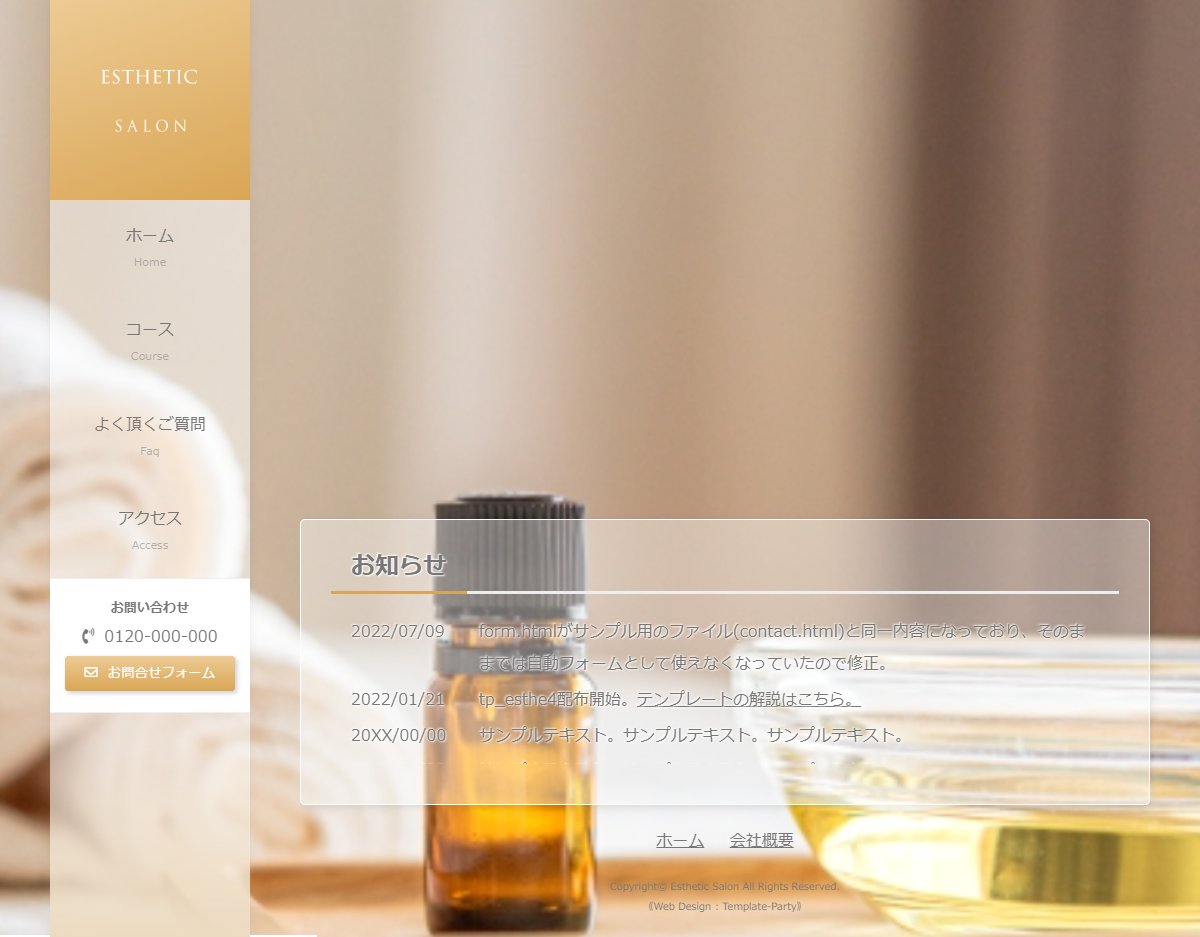 ESTHETIC
SALON
ホーム
Home
コース
Course
よく頂くご質問
Faq
アクセス
Access
お問い合わせ
0120-000-000
お問合せフォーム
お知らせ
2022/07/09 form.htmlがサンプル用のファイル(contact.html)と同一内容になっており、そのま
までは自動フォームとして使えなくなっていたので修正。
2022/01/21 tp_esthe4配布開始。テンプレートの解説はこちら。
20XX/00/00 サンプルテキスト。サンプルテキスト。サンプルテキスト。
ホーム 会社概要
Copyright© Esthetic Salon All Rights Reserved.
《Web Design : Template-Party》